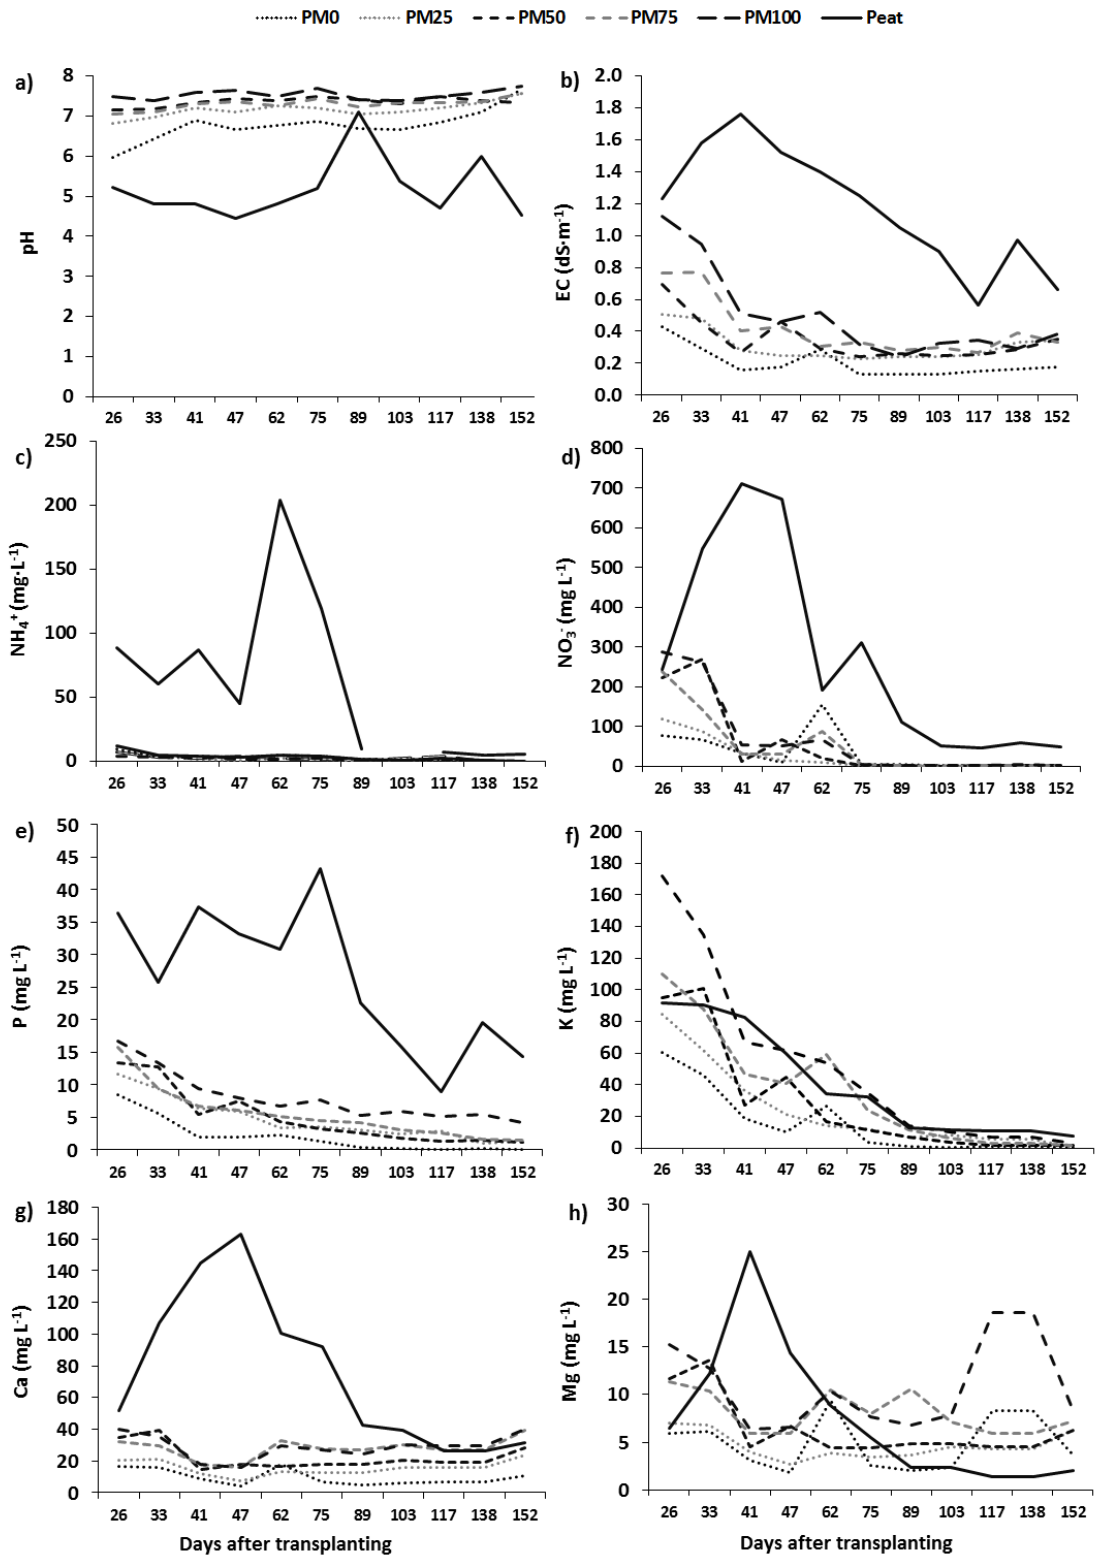 PM0 PM25 PM50 PM75 PM100 Peat
a)
8
7
6
5
4
3
2
1
0
pH
26 33 41 47 62 75 89 103 117 138 152
b)
2.0
1.8
1.6
1.4
1.2
1.0
0.8
0.6
0.4
0.2
0.0
EC (dS·m⁻¹)
26 33 41 47 62 75 89 103 117 138 152
c)
250
200
150
100
50
0
NH₄⁺ (mg·L⁻¹)
26 33 41 47 62 75 89 103 117 138 152
d)
800
700
600
500
400
300
200
100
0
NO₃⁻ (mg L⁻¹)
26 33 41 47 62 75 89 103 117 138 152
e)
50
45
40
35
30
25
20
15
10
5
0
P (mg L⁻¹)
26 33 41 47 62 75 89 103 117 138 152
f)
200
180
160
140
120
100
80
60
40
20
0
K (mg L⁻¹)
26 33 41 47 62 75 89 103 117 138 152
g)
180
160
140
120
100
80
60
40
20
0
Ca (mg L⁻¹)
26 33 41 47 62 75 89 103 117 138 152
Days after transplanting
h)
30
25
20
15
10
5
0
Mg (mg L⁻¹)
26 33 41 47 62 75 89 103 117 138 152
Days after transplanting